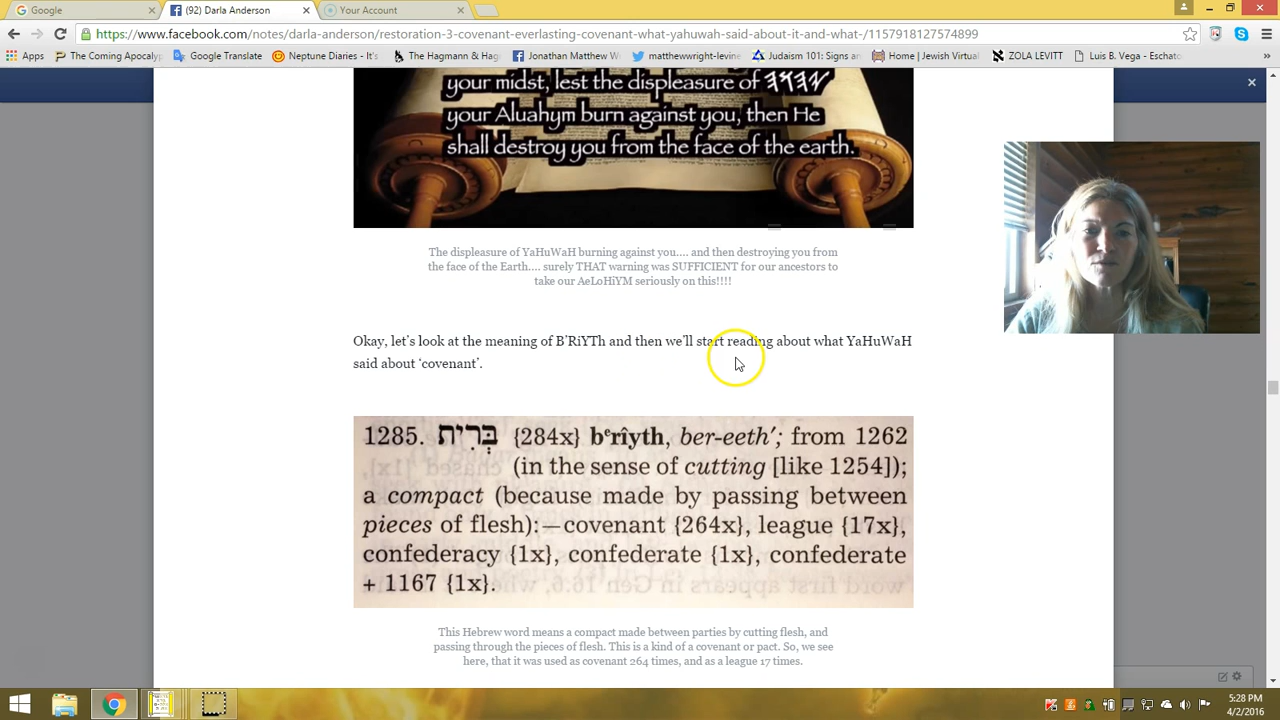 Google
(92) Darla Anderson
Your Account
https://www.facebook.com/notes/darla-anderson/restoration-3-covenant-everlasting-covenant-what-yahuwah-said-about-it-and-what-/1157918127574899
Apps
The Coming Apocalyp
Google Translate
Neptune Diaries - It's
The Hagmann & Hag
Jonathan Matthew W
matthewwright-levine
Judaism 101: Signs an
Home | Jewish Virtual
ZOLA LEVITT
Luis B. Vega - Eschato
your midst, lest the displeasure of
your Aluahym burn against you, then He
shall destroy you from the face of the earth.
The displeasure of YaHuWaH burning against you.... and then destroying you from
the face of the Earth.... surely THAT warning was SUFFICIENT for our ancestors to
take our AeLoHiYM seriously on this!!!!
Okay, let's look at the meaning of B'RiYTh and then we'll start reading about what YaHuWaH
said about 'covenant'.
1285. בְּרִית {284x} bᵉrîyth, ber-eeth'; from 1262
(in the sense of cutting [like 1254]);
a compact (because made by passing between
pieces of flesh):—covenant {264x}, league {17x},
confederacy {1x}, confederate {1x}, confederate
+ 1167 {1x}.
This Hebrew word means a compact made between parties by cutting flesh, and
passing through the pieces of flesh. This is a kind of a covenant or pact. So, we see
here, that it was used as covenant 264 times, and as a league 17 times.
5:28 PM
4/2/2016